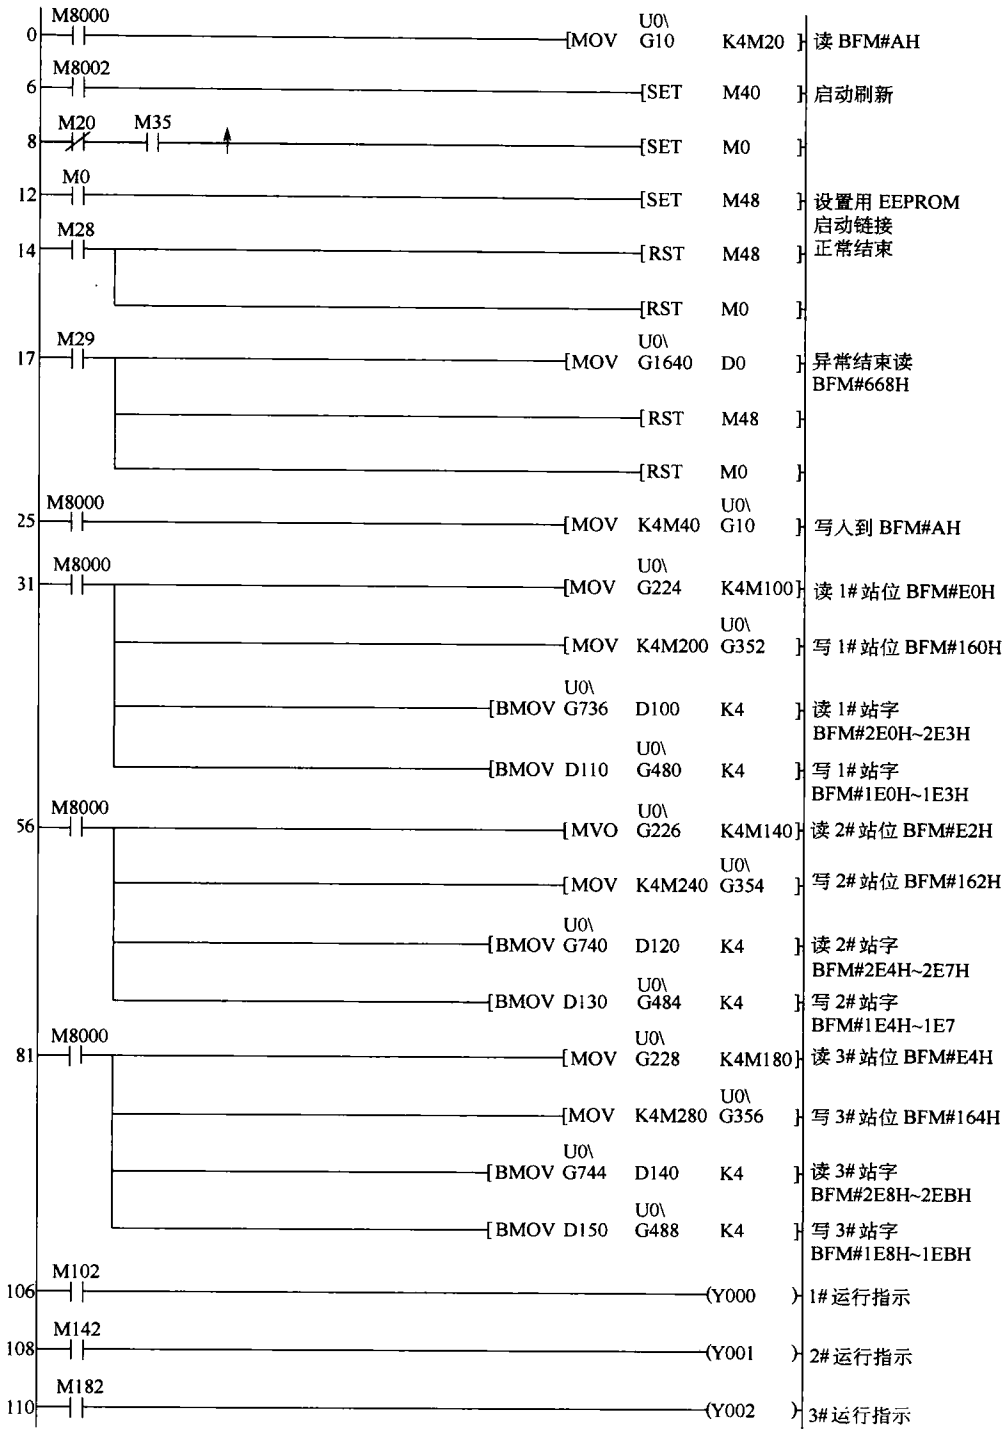 M8000
U0\
0 [MOV G10 K4M20 ] 读 BFM#AH
M8002
6 [SET M40 ] 启动刷新
M20 M35
8 [SET M0 ]
M0
12 [SET M48 ] 设置用 EEPROM
启动链接
M28
14 [RST M48 ] 正常结束
[RST M0 ]
M29
U0\
17 [MOV G1640 D0 ] 异常结束读
BFM#668H
[RST M48 ]
[RST M0 ]
M8000
U0\
25 [MOV K4M40 G10 ] 写人到 BFM#AH
M8000
U0\
31 [MOV G224 K4M100] 读 1# 站位 BFM#E0H
U0\
[MOV K4M200 G352 ] 写 1# 站位 BFM#160H
U0\
[BMOV G736 D100 K4 ] 读 1# 站字
BFM#2E0H~2E3H
U0\
[BMOV D110 G480 K4 ] 写 1# 站字
BFM#1E0H~1E3H
M8000
U0\
56 [MVO G226 K4M140] 读 2# 站位 BFM#E2H
U0\
[MOV K4M240 G354 ] 写 2# 站位 BFM#162H
U0\
[BMOV G740 D120 K4 ] 读 2# 站字
BFM#2E4H~2E7H
U0\
[BMOV D130 G484 K4 ] 写 2# 站字
BFM#1E4H~1E7
M8000
U0\
81 [MOV G228 K4M180] 读 3# 站位 BFM#E4H
U0\
[MOV K4M280 G356 ] 写 3# 站位 BFM#164H
U0\
[BMOV G744 D140 K4 ] 读 3# 站字
BFM#2E8H~2EBH
U0\
[BMOV D150 G488 K4 ] 写 3# 站字
BFM#1E8H~1EBH
M102
106 (Y000 ) 1# 运行指示
M142
108 (Y001 ) 2# 运行指示
M182
110 (Y002 ) 3# 运行指示